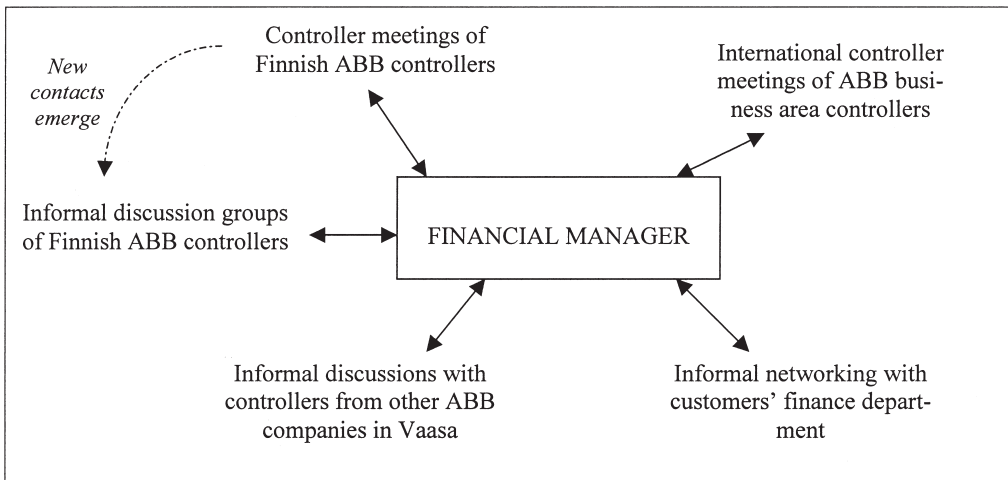 Controller meetings of
Finnish ABB controllers
International controller
meetings of ABB busi-
ness area controllers
New
contacts
emerge
Informal discussion groups
of Finnish ABB controllers
FINANCIAL MANAGER
Informal discussions with
controllers from other ABB
companies in Vaasa
Informal networking with
customers' finance depart-
ment